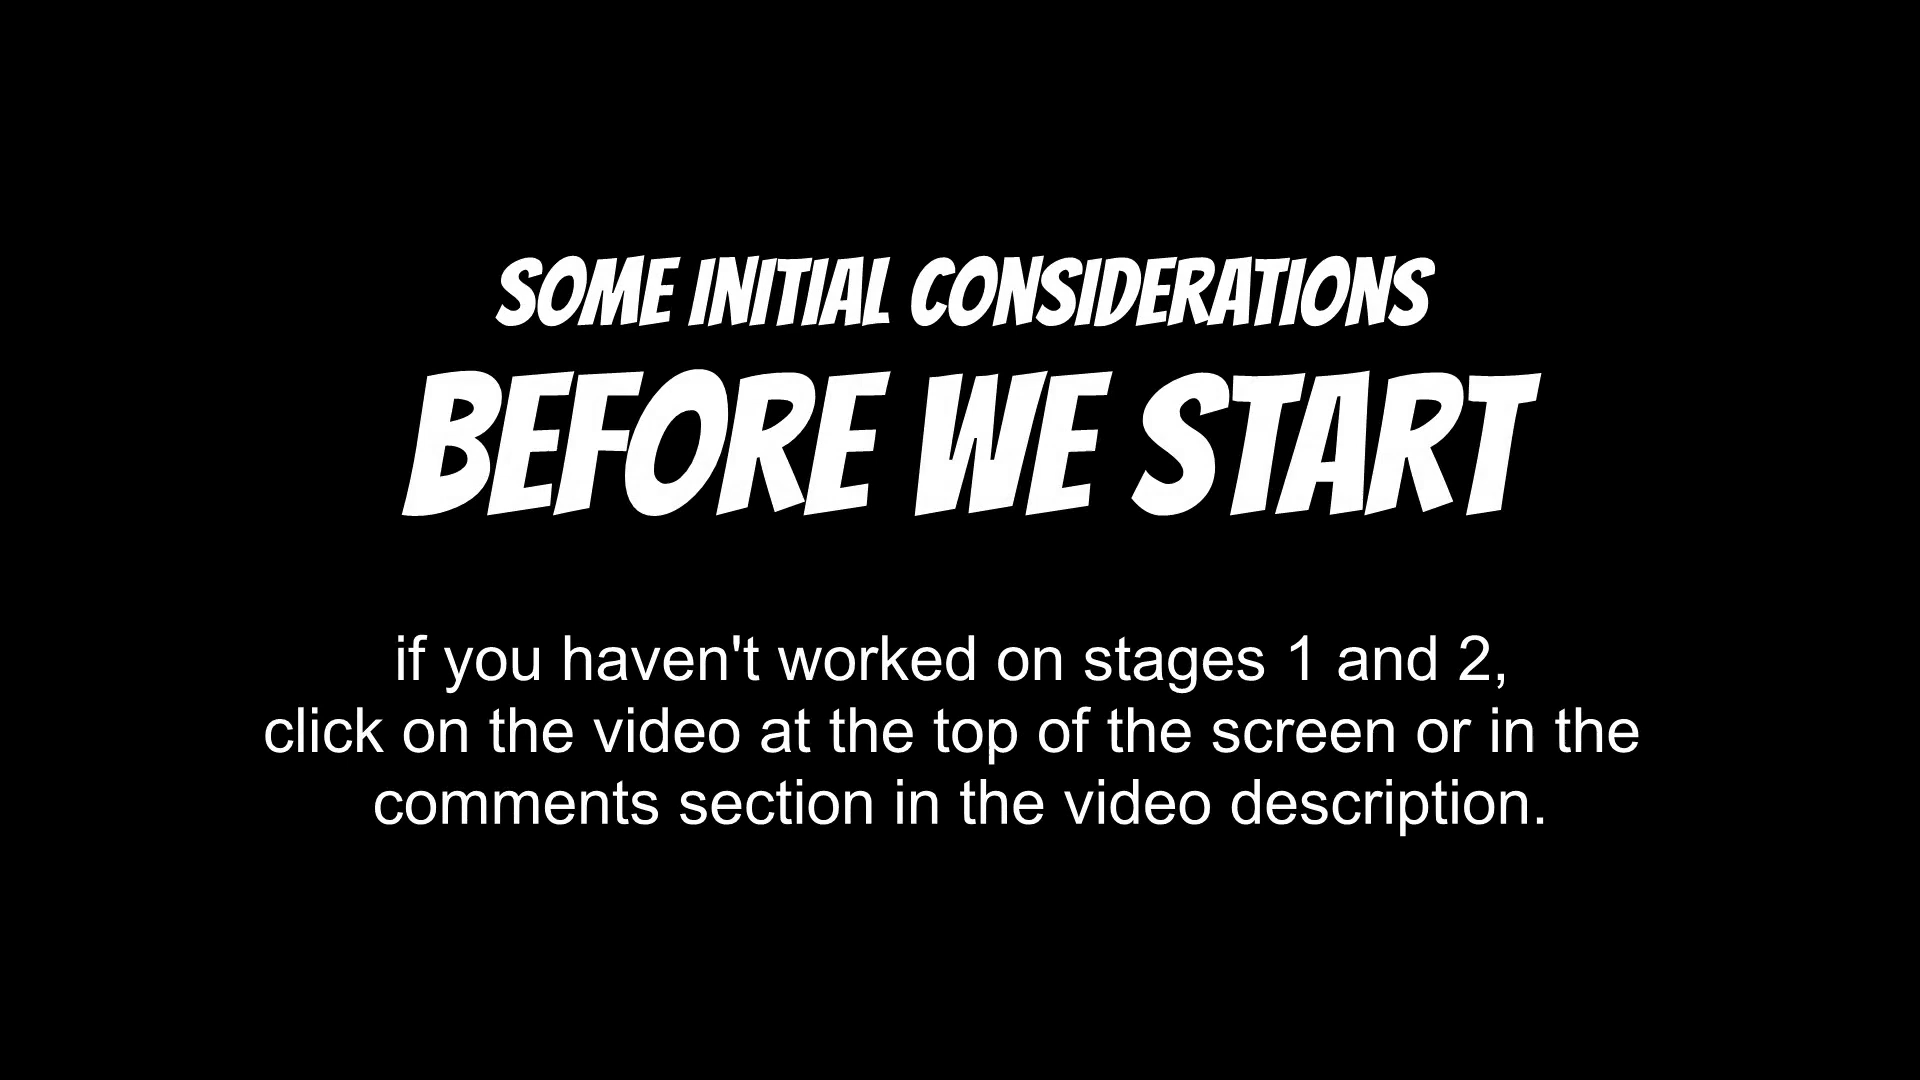 SOME INITIAL CONSIDERATIONS
BEFORE WE START
if you haven't worked on stages 1 and 2,
click on the video at the top of the screen or in the
comments section in the video description.